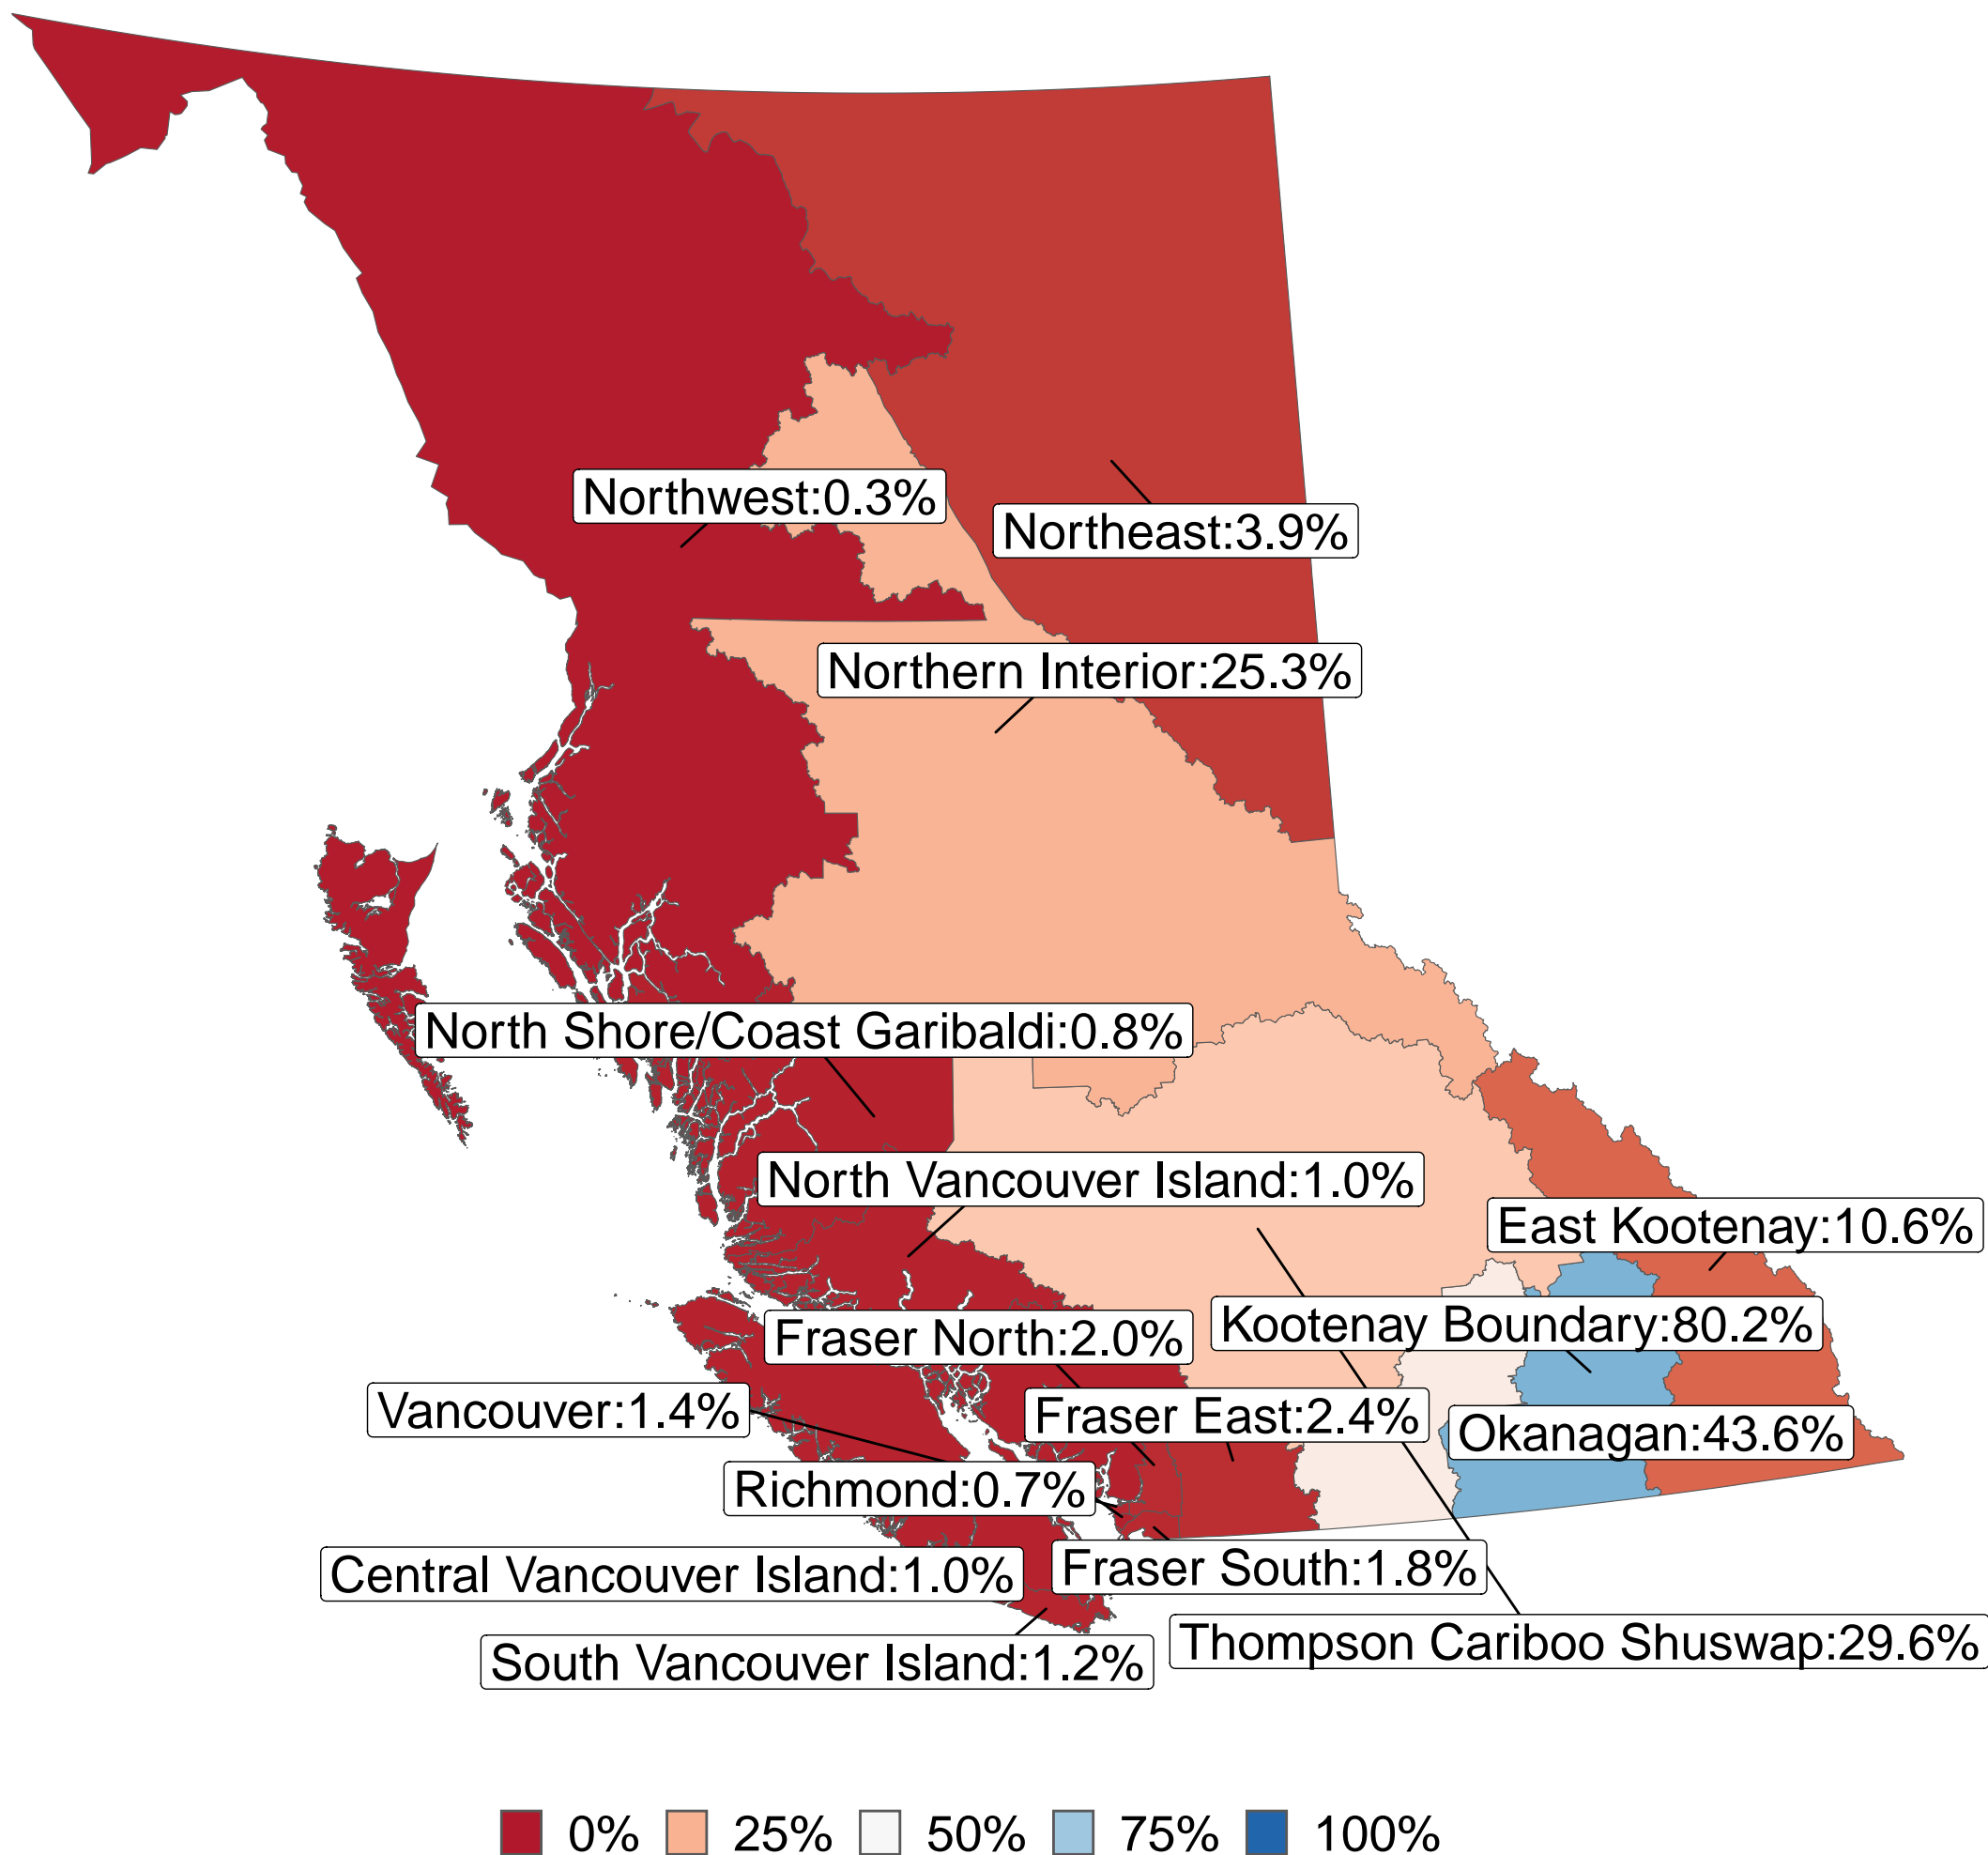 Northwest:0.3%
Northeast:3.9%
Northern Interior:25.3%
North Shore/Coast Garibaldi:0.8%
North Vancouver Island:1.0%
East Kootenay:10.6%
Fraser North:2.0%
Kootenay Boundary:80.2%
Vancouver:1.4%
Fraser East:2.4%
Okanagan:43.6%
Richmond:0.7%
Central Vancouver Island:1.0%
Fraser South:1.8%
South Vancouver Island:1.2%
Thompson Cariboo Shuswap:29.6%
0% 25% 50% 75% 100%